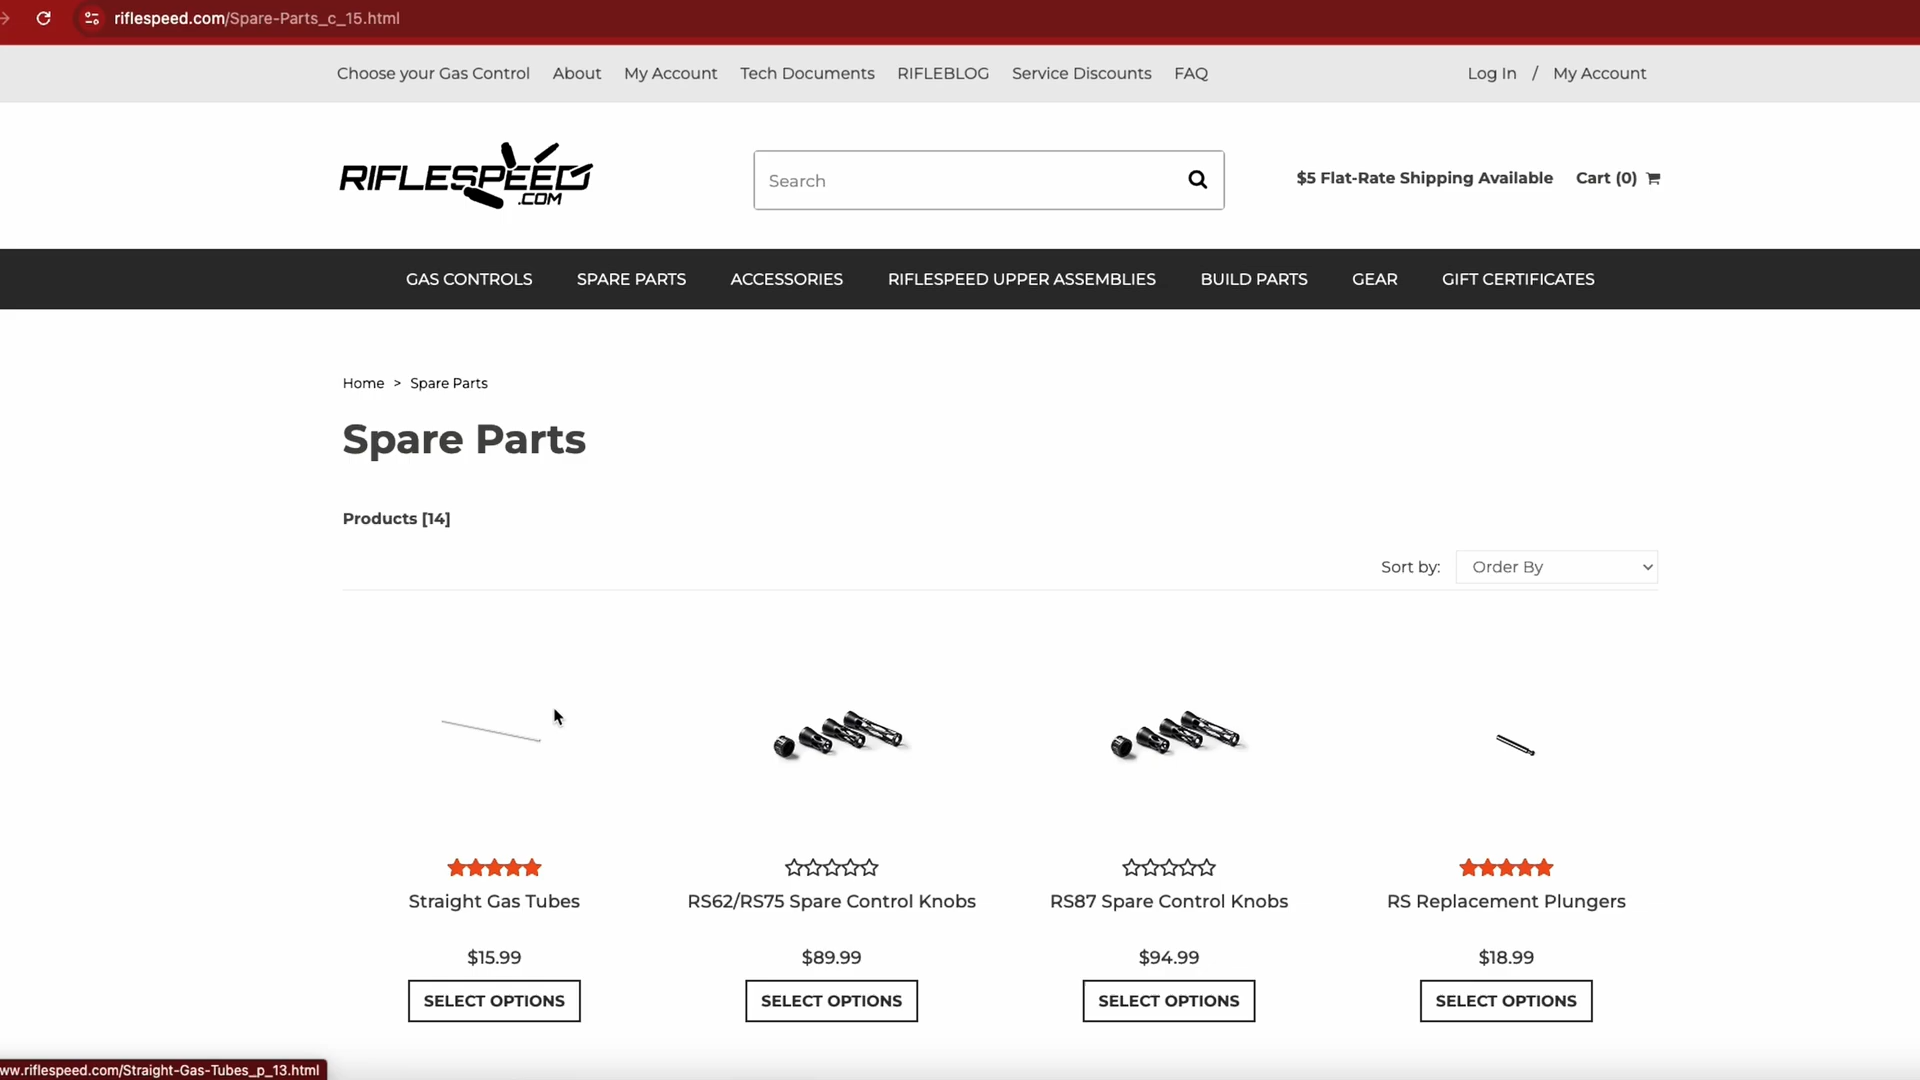 riflespeed.com/Spare-Parts_c_15.html
Choose your Gas Control About My Account Tech Documents RIFLEBLOG Service Discounts FAQ Log In / My Account
RIFLESPEED
.COM
Search
$5 Flat-Rate Shipping Available Cart (0)
GAS CONTROLS SPARE PARTS ACCESSORIES RIFLESPEED UPPER ASSEMBLIES BUILD PARTS GEAR GIFT CERTIFICATES
Home > Spare Parts
Spare Parts
Products [14]
Sort by: Order By
Straight Gas Tubes RS62/RS75 Spare Control Knobs RS87 Spare Control Knobs RS Replacement Plungers
$15.99 $89.99 $94.99 $18.99
SELECT OPTIONS SELECT OPTIONS SELECT OPTIONS SELECT OPTIONS
ww.riflespeed.com/Straight-Gas-Tubes_p_13.html